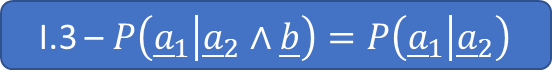 I.3 – P(a₁|a₂ ∧ b) = P(a₁|a₂)